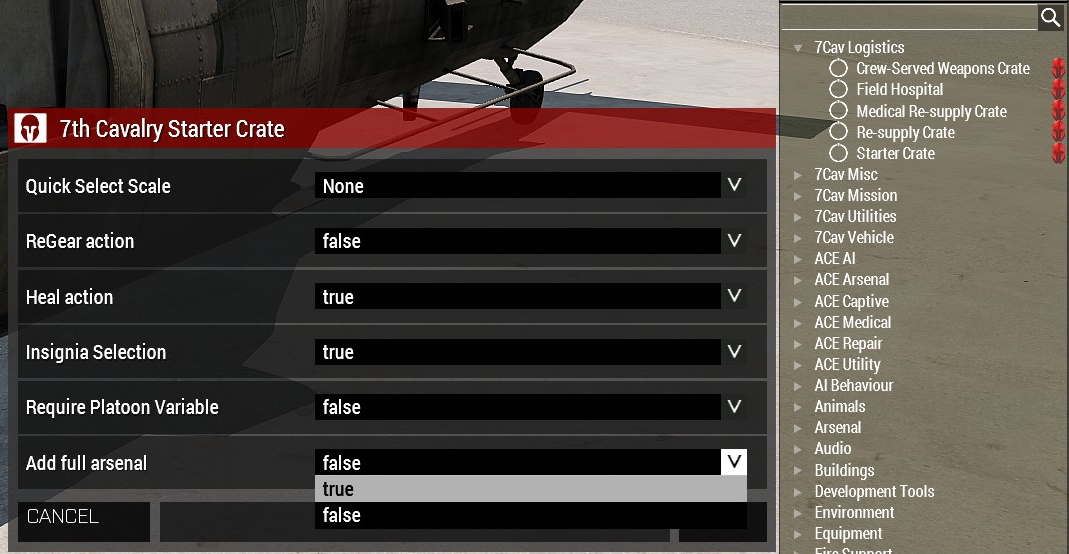 7th Cavalry Starter Crate
Quick Select Scale None V
ReGear action false V
Heal action true V
Insignia Selection true V
Require Platoon Variable false V
Add full arsenal false V
true
false
CANCEL
7Cav Logistics
Crew-Served Weapons Crate
Field Hospital
Medical Re-supply Crate
Re-supply Crate
Starter Crate
7Cav Misc
7Cav Mission
7Cav Utilities
7Cav Vehicle
ACE AI
ACE Arsenal
ACE Captive
ACE Medical
ACE Repair
ACE Utility
AI Behaviour
Animals
Arsenal
Audio
Buildings
Development Tools
Environment
Equipment
Fire Support